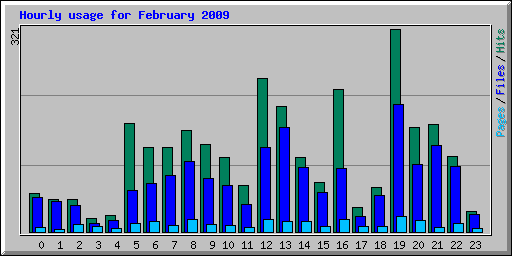 Hourly usage for February 2009
321
Pages / Files / Hits
0 1 2 3 4 5 6 7 8 9 10 11 12 13 14 15 16 17 18 19 20 21 22 23